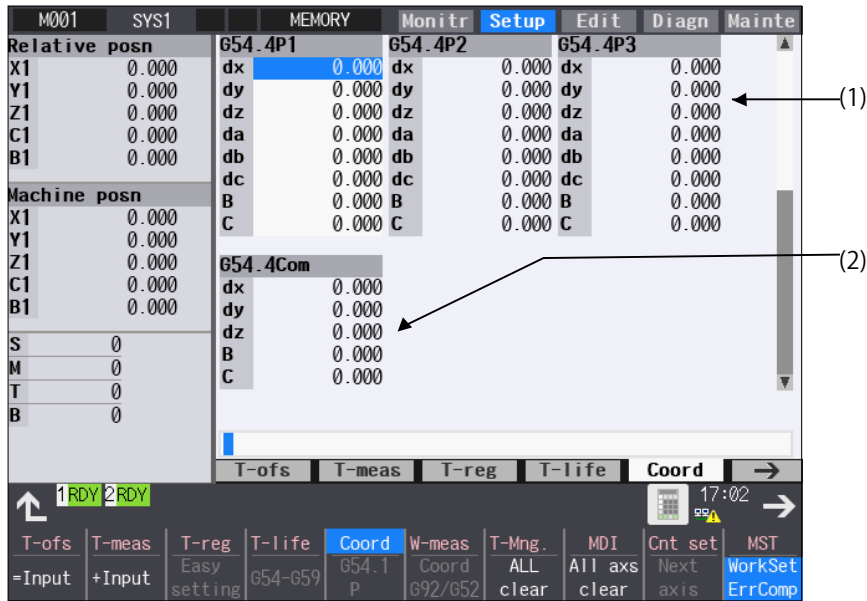 M001 SYS1 MEMORY Monitr Setup Edit Diagn Mainte
Relative posn
X1 0.000
Y1 0.000
Z1 0.000
C1 0.000
B1 0.000
Machine posn
X1 0.000
Y1 0.000
Z1 0.000
C1 0.000
B1 0.000
S 0
M 0
T 0
B 0
G54.4P1 G54.4P2 G54.4P3
dx 0.000 dx 0.000 dx 0.000
dy 0.000 dy 0.000 dy 0.000
dz 0.000 dz 0.000 dz 0.000
da 0.000 da 0.000 da 0.000
db 0.000 db 0.000 db 0.000
dc 0.000 dc 0.000 dc 0.000
B 0.000 B 0.000 B 0.000
C 0.000 C 0.000 C 0.000
(1)
G54.4Com
dx 0.000
dy 0.000
dz 0.000
B 0.000
C 0.000
(2)
T-ofs T-meas T-reg T-life Coord →
1 RDY 2 RDY 17:02
T-ofs T-meas T-reg T-life Coord W-meas T-Mng. MDI Cnt set MST
=Input +Input Easy setting G54-G59 G54.1 P Coord G92/G52 ALL clear All axs clear Next axis WorkSet ErrComp